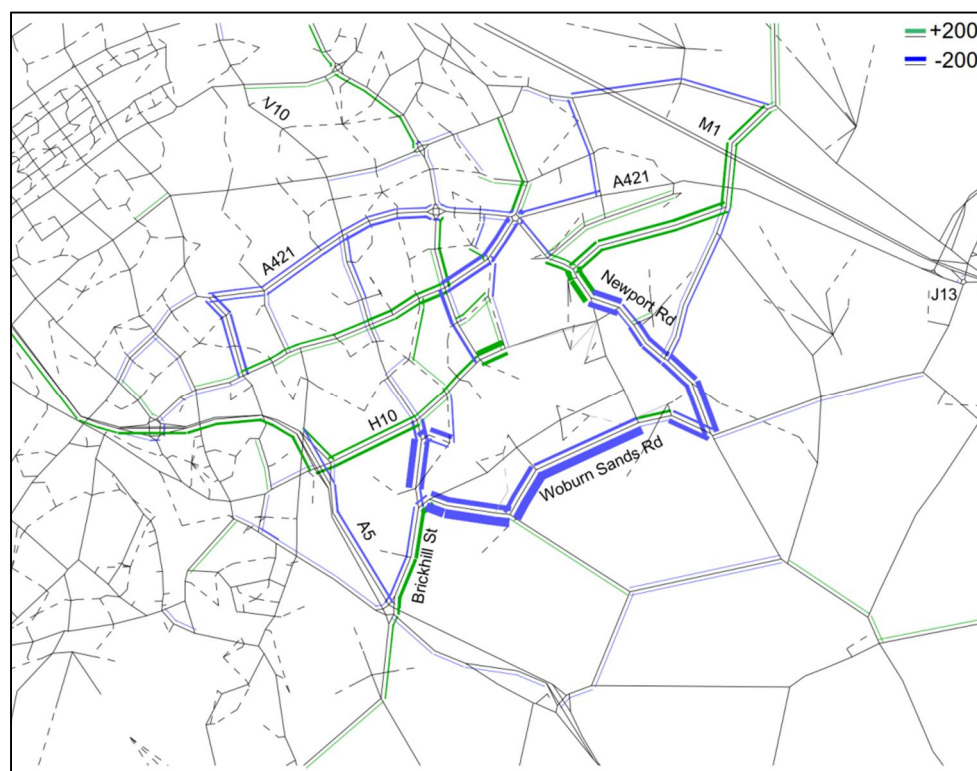 +200
-200
V10
M1
A421
A421
Newport Rd
J13
H10
Woburn Sands Rd
A5
Brickhill St